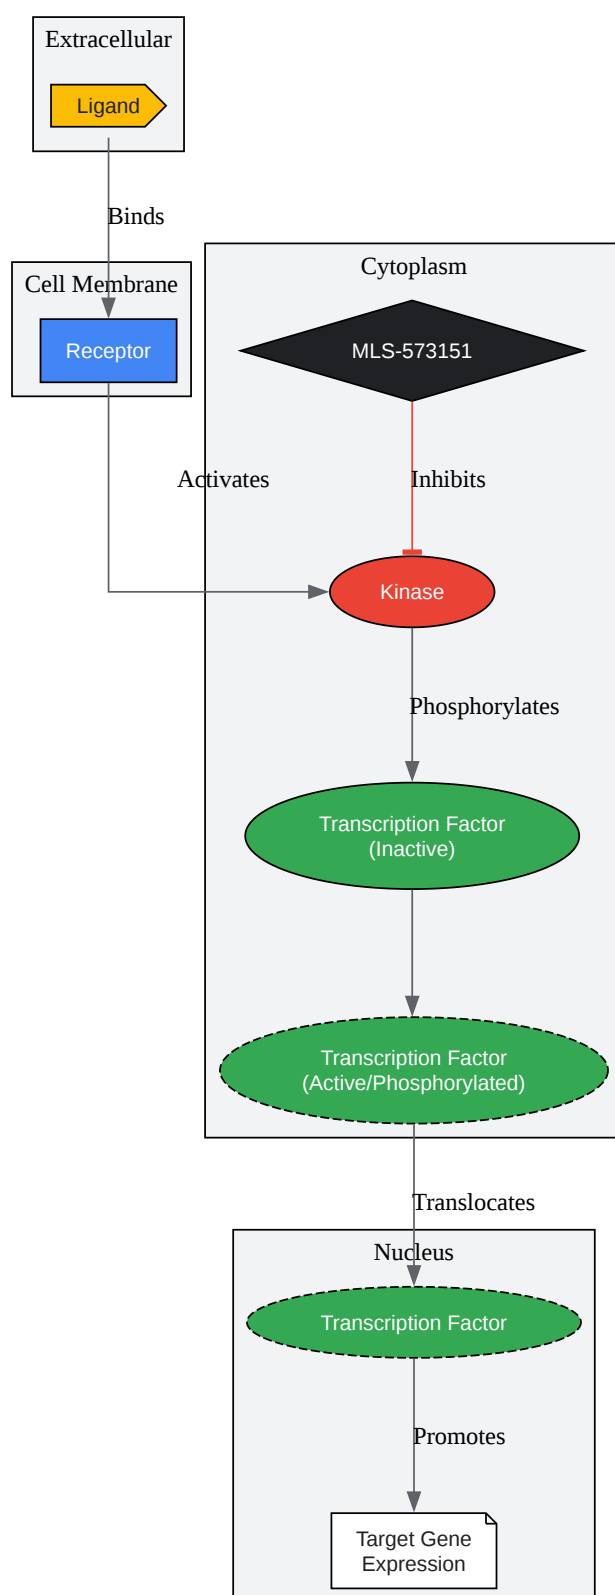 Extracellular
Ligand
Binds
Cell Membrane
Receptor
Cytoplasm
MLS-573151
Activates
Inhibits
Kinase
Phosphorylates
Transcription Factor
(Inactive)
Transcription Factor
(Active/Phosphorylated)
Translocates
Nucleus
Transcription Factor
Promotes
Target Gene
Expression